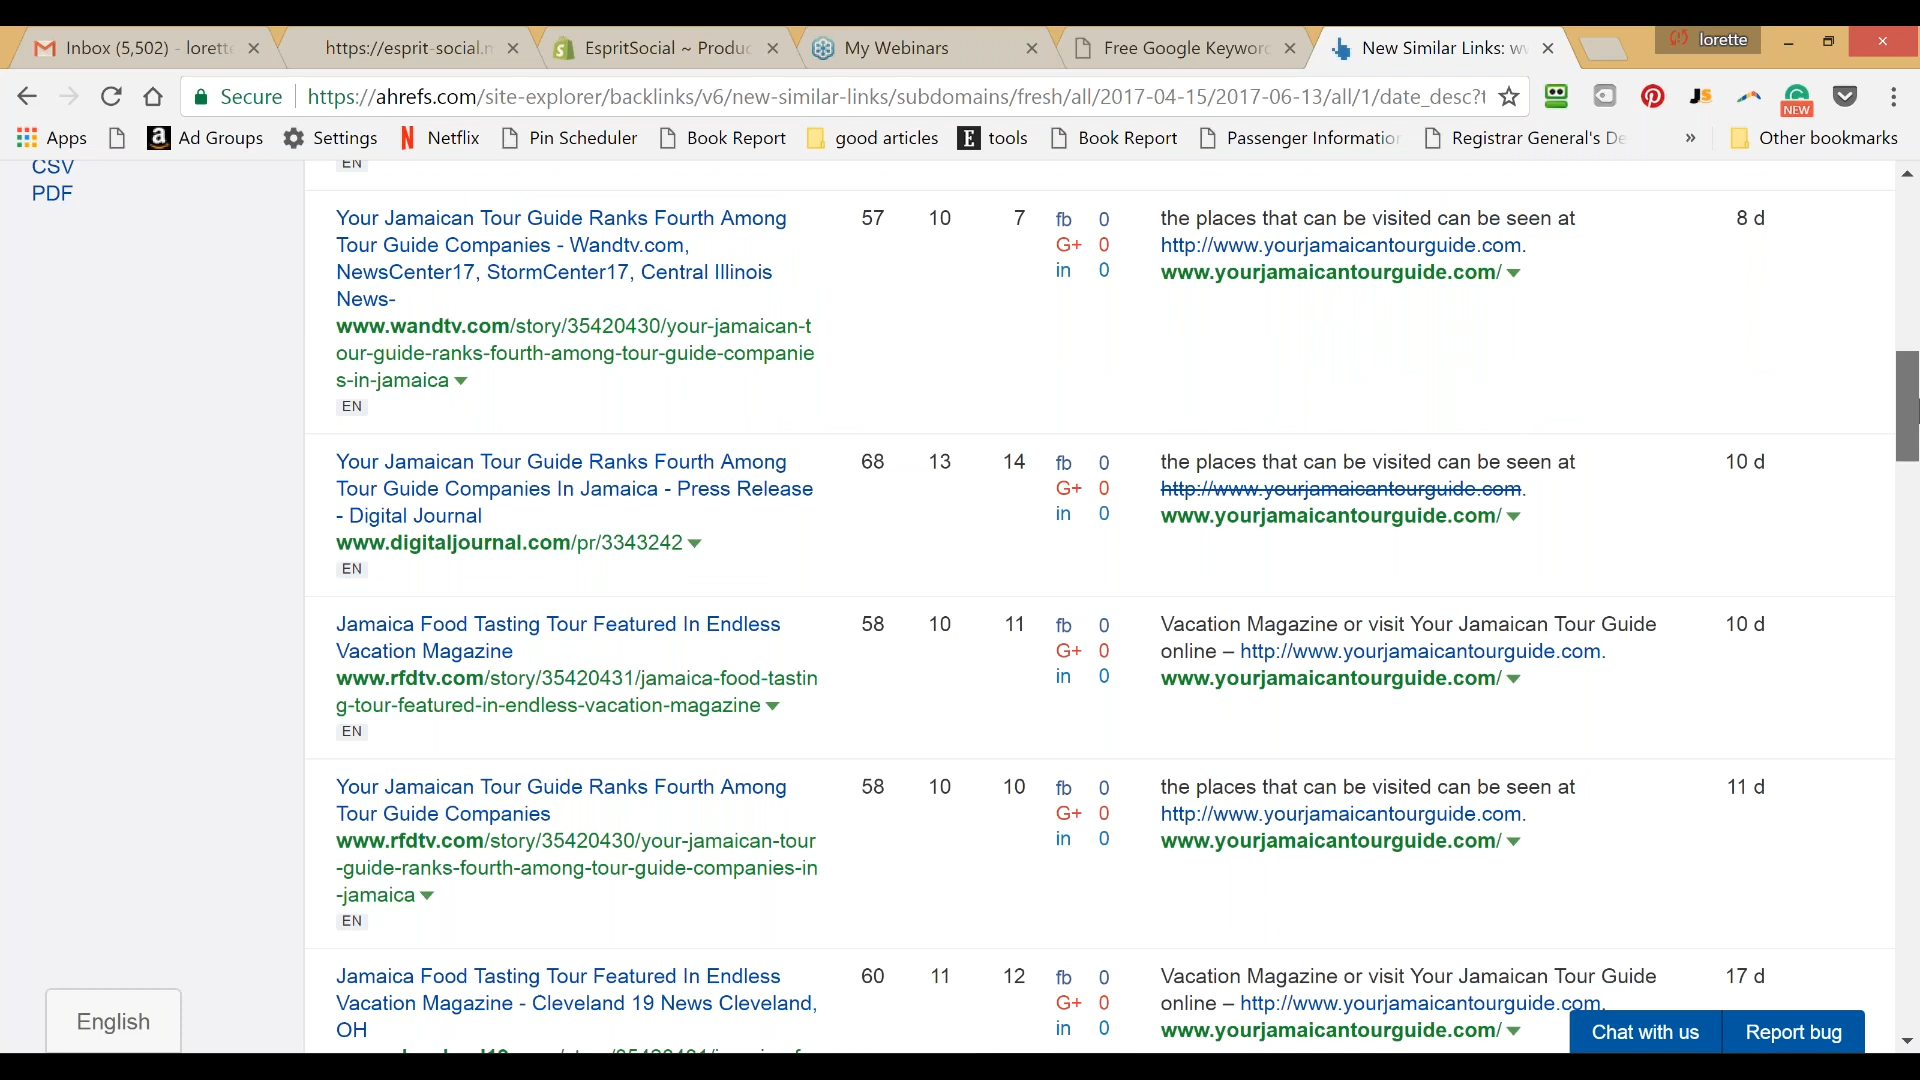 Inbox (5,502) - lorette
https://esprit-social.m
EspritSocial ~ Produc
My Webinars
Free Google Keyword
New Similar Links: ww
lorette
Secure
https://ahrefs.com/site-explorer/backlinks/v6/new-similar-links/subdomains/fresh/all/2017-04-15/2017-06-13/all/1/date_desc?t
NEW
Apps
Ad Groups
Settings
Netflix
Pin Scheduler
Book Report
good articles
tools
Book Report
Passenger Information
Registrar General's De
»
Other bookmarks
CSV
PDF
EN
Your Jamaican Tour Guide Ranks Fourth Among
Tour Guide Companies - Wandtv.com,
NewsCenter17, StormCenter17, Central Illinois
News-
www.wandtv.com/story/35420430/your-jamaican-t
our-guide-ranks-fourth-among-tour-guide-companie
s-in-jamaica
EN
57 10 7
fb 0
G+ 0
in 0
the places that can be visited can be seen at
http://www.yourjamaicantourguide.com.
www.yourjamaicantourguide.com/
8 d
Your Jamaican Tour Guide Ranks Fourth Among
Tour Guide Companies In Jamaica - Press Release
- Digital Journal
www.digitaljournal.com/pr/3343242
EN
68 13 14
fb 0
G+ 0
in 0
the places that can be visited can be seen at
http://www.yourjamaicantourguide.com.
www.yourjamaicantourguide.com/
10 d
Jamaica Food Tasting Tour Featured In Endless
Vacation Magazine
www.rfdtv.com/story/35420431/jamaica-food-tastin
g-tour-featured-in-endless-vacation-magazine
EN
58 10 11
fb 0
G+ 0
in 0
Vacation Magazine or visit Your Jamaican Tour Guide
online – http://www.yourjamaicantourguide.com.
www.yourjamaicantourguide.com/
10 d
Your Jamaican Tour Guide Ranks Fourth Among
Tour Guide Companies
www.rfdtv.com/story/35420430/your-jamaican-tour
-guide-ranks-fourth-among-tour-guide-companies-in
-jamaica
EN
58 10 10
fb 0
G+ 0
in 0
the places that can be visited can be seen at
http://www.yourjamaicantourguide.com.
www.yourjamaicantourguide.com/
11 d
Jamaica Food Tasting Tour Featured In Endless
Vacation Magazine - Cleveland 19 News Cleveland,
OH
60 11 12
fb 0
G+ 0
in 0
Vacation Magazine or visit Your Jamaican Tour Guide
online – http://www.yourjamaicantourguide.com.
www.yourjamaicantourguide.com/
17 d
English
Chat with us
Report bug